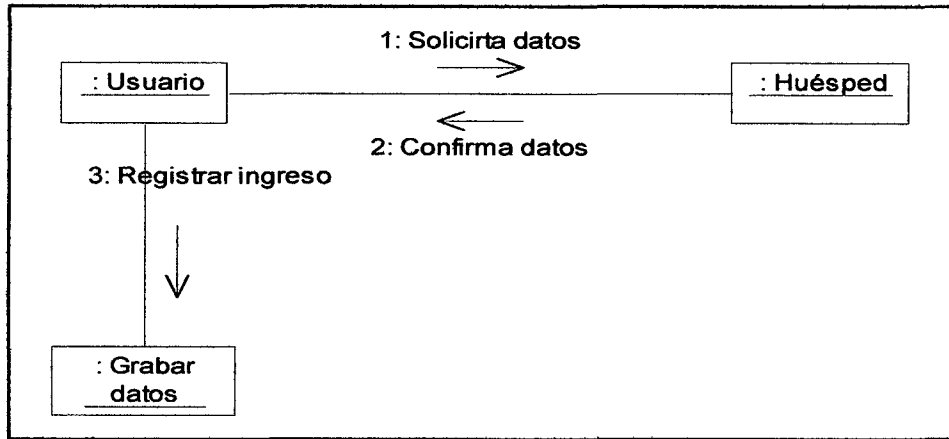 1: Solicirta datos
: Usuario
: Huésped
2: Confirma datos
3: Registrar ingreso
: Grabar
datos